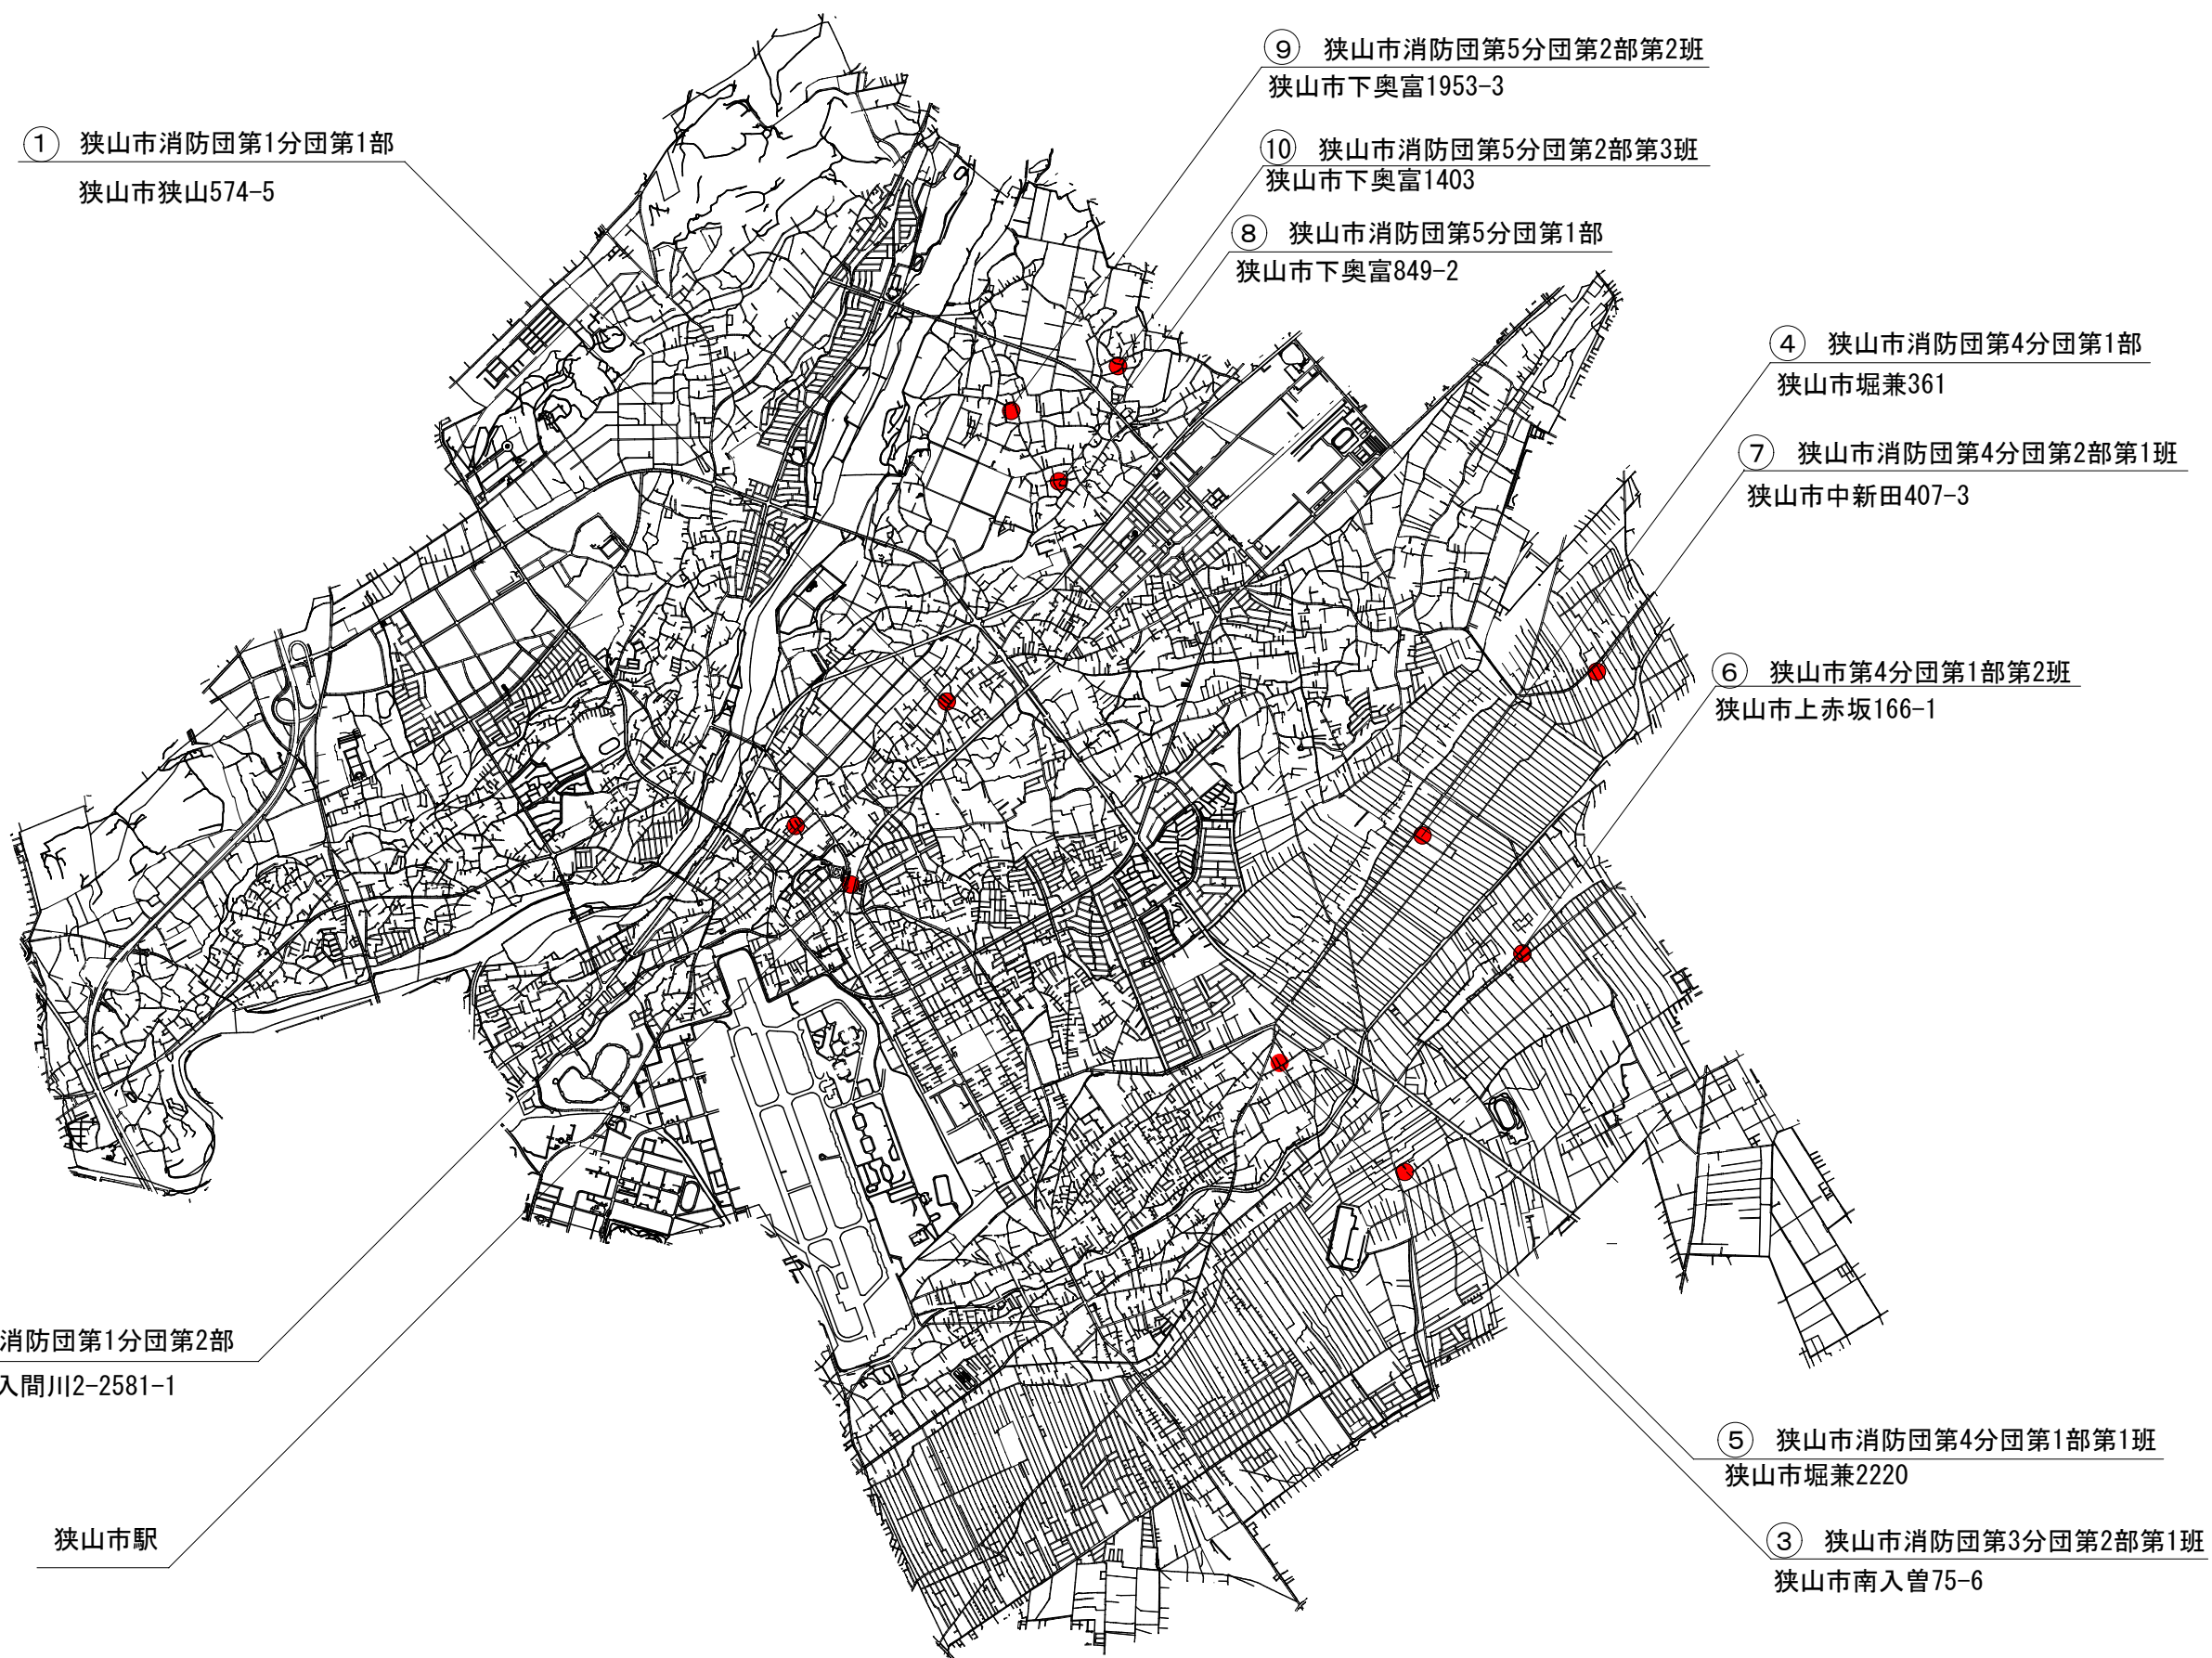 ⑨ 狭山市消防団第5分団第2部第2班
狭山市下奥富1953-3
① 狭山市消防団第1分団第1部
狭山市狭山574-5
⑩ 狭山市消防団第5分団第2部第3班
狭山市下奥富1403
⑧ 狭山市消防団第5分団第1部
狭山市下奥富849-2
④ 狭山市消防団第4分団第1部
狭山市堀兼361
⑦ 狭山市消防団第4分団第2部第1班
狭山市中新田407-3
⑥ 狭山市第4分団第1部第2班
狭山市上赤坂166-1
消防団第1分団第2部
入間川2-2581-1
狭山市駅
⑤ 狭山市消防団第4分団第1部第1班
狭山市堀兼2220
③ 狭山市消防団第3分団第2部第1班
狭山市南入曽75-6